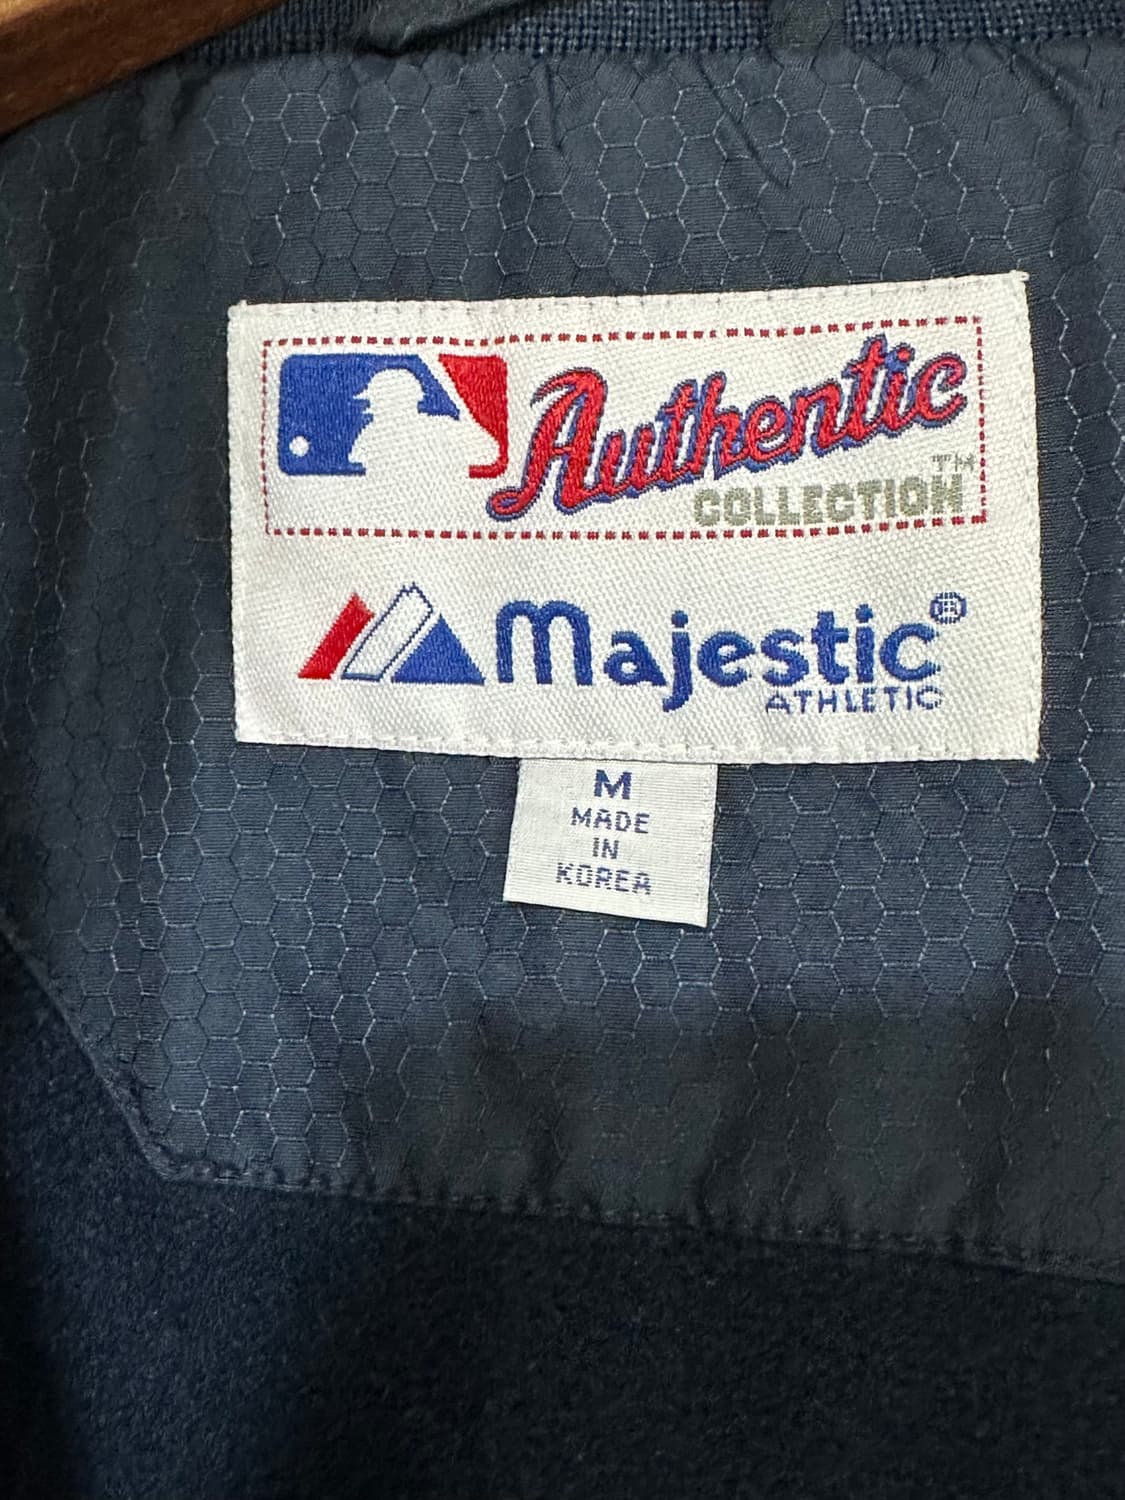 Authentic
TM
COLLECTION
Majestic®
ATHLETIC
M
MADE
IN
KOREA